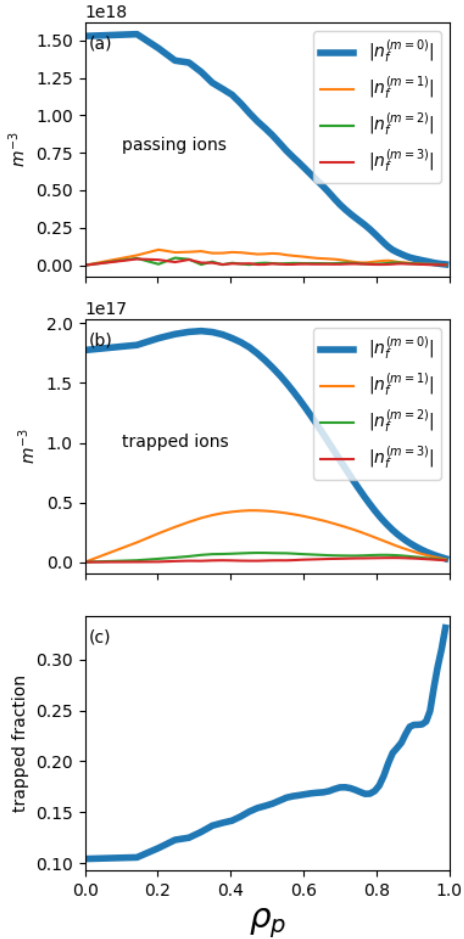 1e18
(a)
1.50
1.25
1.00
0.75
0.50
0.25
0.00
m⁻³
passing ions
|n_f^{(m=0)}|
|n_f^{(m=1)}|
|n_f^{(m=2)}|
|n_f^{(m=3)}|
1e17
(b)
2.0
1.5
1.0
0.5
0.0
m⁻³
trapped ions
|n_f^{(m=0)}|
|n_f^{(m=1)}|
|n_f^{(m=2)}|
|n_f^{(m=3)}|
(c)
0.30
0.25
0.20
0.15
0.10
trapped fraction
0.0 0.2 0.4 0.6 0.8 1.0
ρ_p